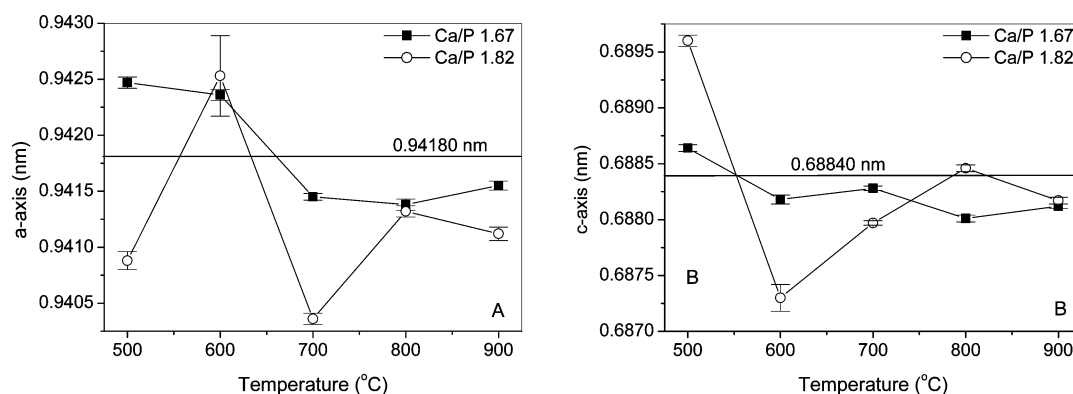 0.9430
0.9425
0.9420
0.9415
0.9410
0.9405
a-axis (nm)
Ca/P 1.67
Ca/P 1.82
0.94180 nm
A
500 600 700 800 900
Temperature (°C)
0.6895
0.6890
0.6885
0.6880
0.6875
0.6870
c-axis (nm)
Ca/P 1.67
Ca/P 1.82
0.68840 nm
B B
500 600 700 800 900
Temperature (°C)